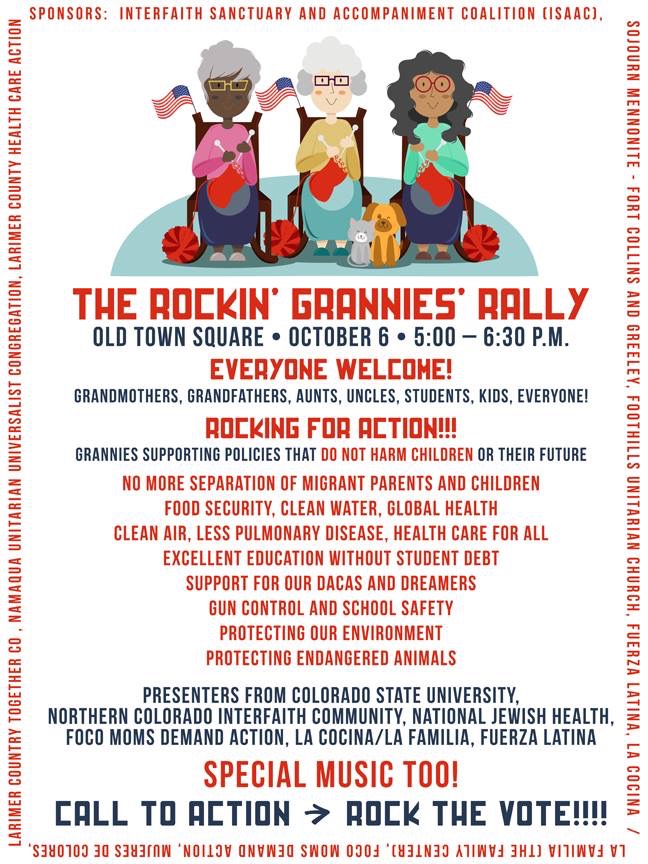 SPONSORS: INTERFAITH SANCTUARY AND ACCOMPANIMENT COALITION (ISAAC),
SOJOURN MENNONITE - FORT COLLINS AND GREELEY, FOOTHILLS UNITARIAN CHURCH, FUERZA LATINA, LA COCINA /
LA FAMILIA (THE FAMILY CENTER), FOCO MOMS DEMAND ACTION, MUJERES DE COLORES,
LARIMER COUNTRY TOGETHER CO , NAMAQUA UNITARIAN UNIVERSALIST CONGREGATION, LARIMER COUNTY HEALTH CARE ACTION
THE ROCKIN' GRANNIES' RALLY
OLD TOWN SQUARE • OCTOBER 6 • 5:00 – 6:30 P.M.
EVERYONE WELCOME!
GRANDMOTHERS, GRANDFATHERS, AUNTS, UNCLES, STUDENTS, KIDS, EVERYONE!
ROCKING FOR ACTION!!!
GRANNIES SUPPORTING POLICIES THAT DO NOT HARM CHILDREN OR THEIR FUTURE
NO MORE SEPARATION OF MIGRANT PARENTS AND CHILDREN
FOOD SECURITY, CLEAN WATER, GLOBAL HEALTH
CLEAN AIR, LESS PULMONARY DISEASE, HEALTH CARE FOR ALL
EXCELLENT EDUCATION WITHOUT STUDENT DEBT
SUPPORT FOR OUR DACAS AND DREAMERS
GUN CONTROL AND SCHOOL SAFETY
PROTECTING OUR ENVIRONMENT
PROTECTING ENDANGERED ANIMALS
PRESENTERS FROM COLORADO STATE UNIVERSITY,
NORTHERN COLORADO INTERFAITH COMMUNITY, NATIONAL JEWISH HEALTH,
FOCO MOMS DEMAND ACTION, LA COCINA/LA FAMILIA, FUERZA LATINA
SPECIAL MUSIC TOO!
CALL TO ACTION → ROCK THE VOTE!!!!